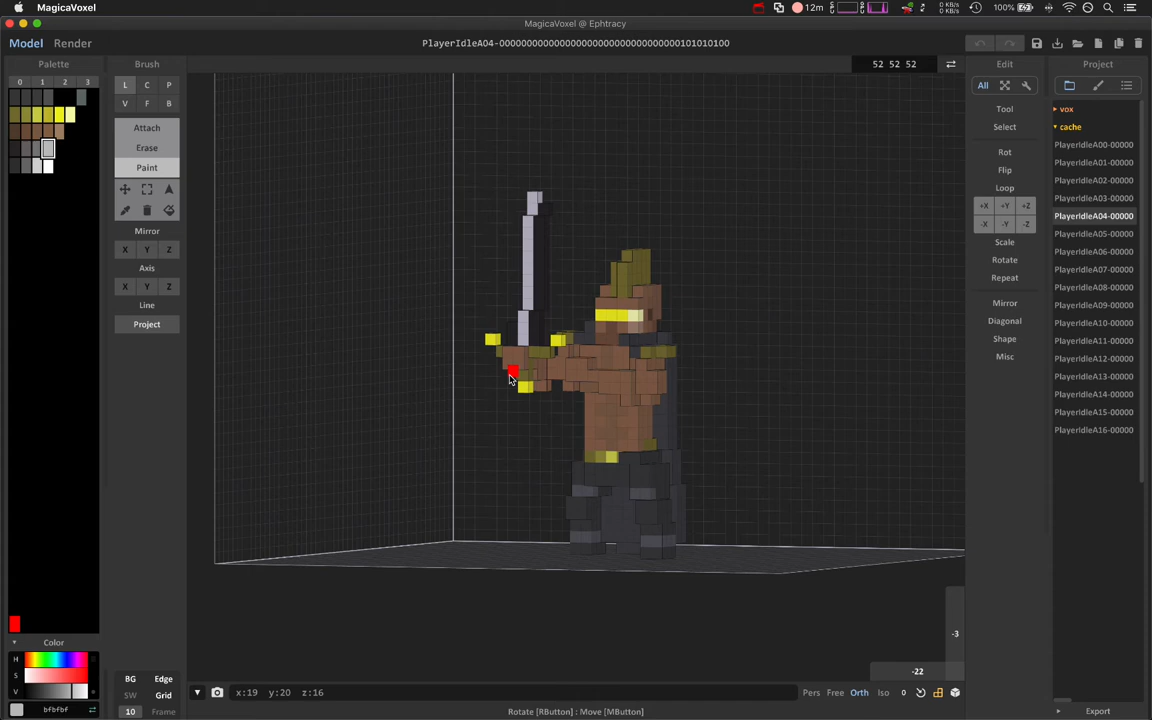 MagicaVoxel
12m
0 KB/s
0 KB/s
100%
MagicaVoxel @ Ephtracy
Model Render
PlayerIdleA04-00000000000000000000000000000000101010100
Palette
Brush
52 52 52
Edit
Project
0 1 2 3
L C P
V F B
Attach
Erase
Paint
Mirror
X Y Z
Axis
X Y Z
Line
Project
All
Tool
Select
Rot
Flip
Loop
+X +Y +Z
-X -Y -Z
Scale
Rotate
Repeat
Mirror
Diagonal
Shape
Misc
vox
cache
PlayerIdleA00-00000
PlayerIdleA01-00000
PlayerIdleA02-00000
PlayerIdleA03-00000
PlayerIdleA04-00000
PlayerIdleA05-00000
PlayerIdleA06-00000
PlayerIdleA07-00000
PlayerIdleA08-00000
PlayerIdleA09-00000
PlayerIdleA10-00000
PlayerIdleA11-00000
PlayerIdleA12-00000
PlayerIdleA13-00000
PlayerIdleA14-00000
PlayerIdleA15-00000
PlayerIdleA16-00000
-3
-22
Color
H
S
V
bfbfbf
BG Edge
SW Grid
10 Frame
x:19 y:20 z:16
Pers Free Orth Iso 0
Rotate [RButton] : Move [MButton]
Export